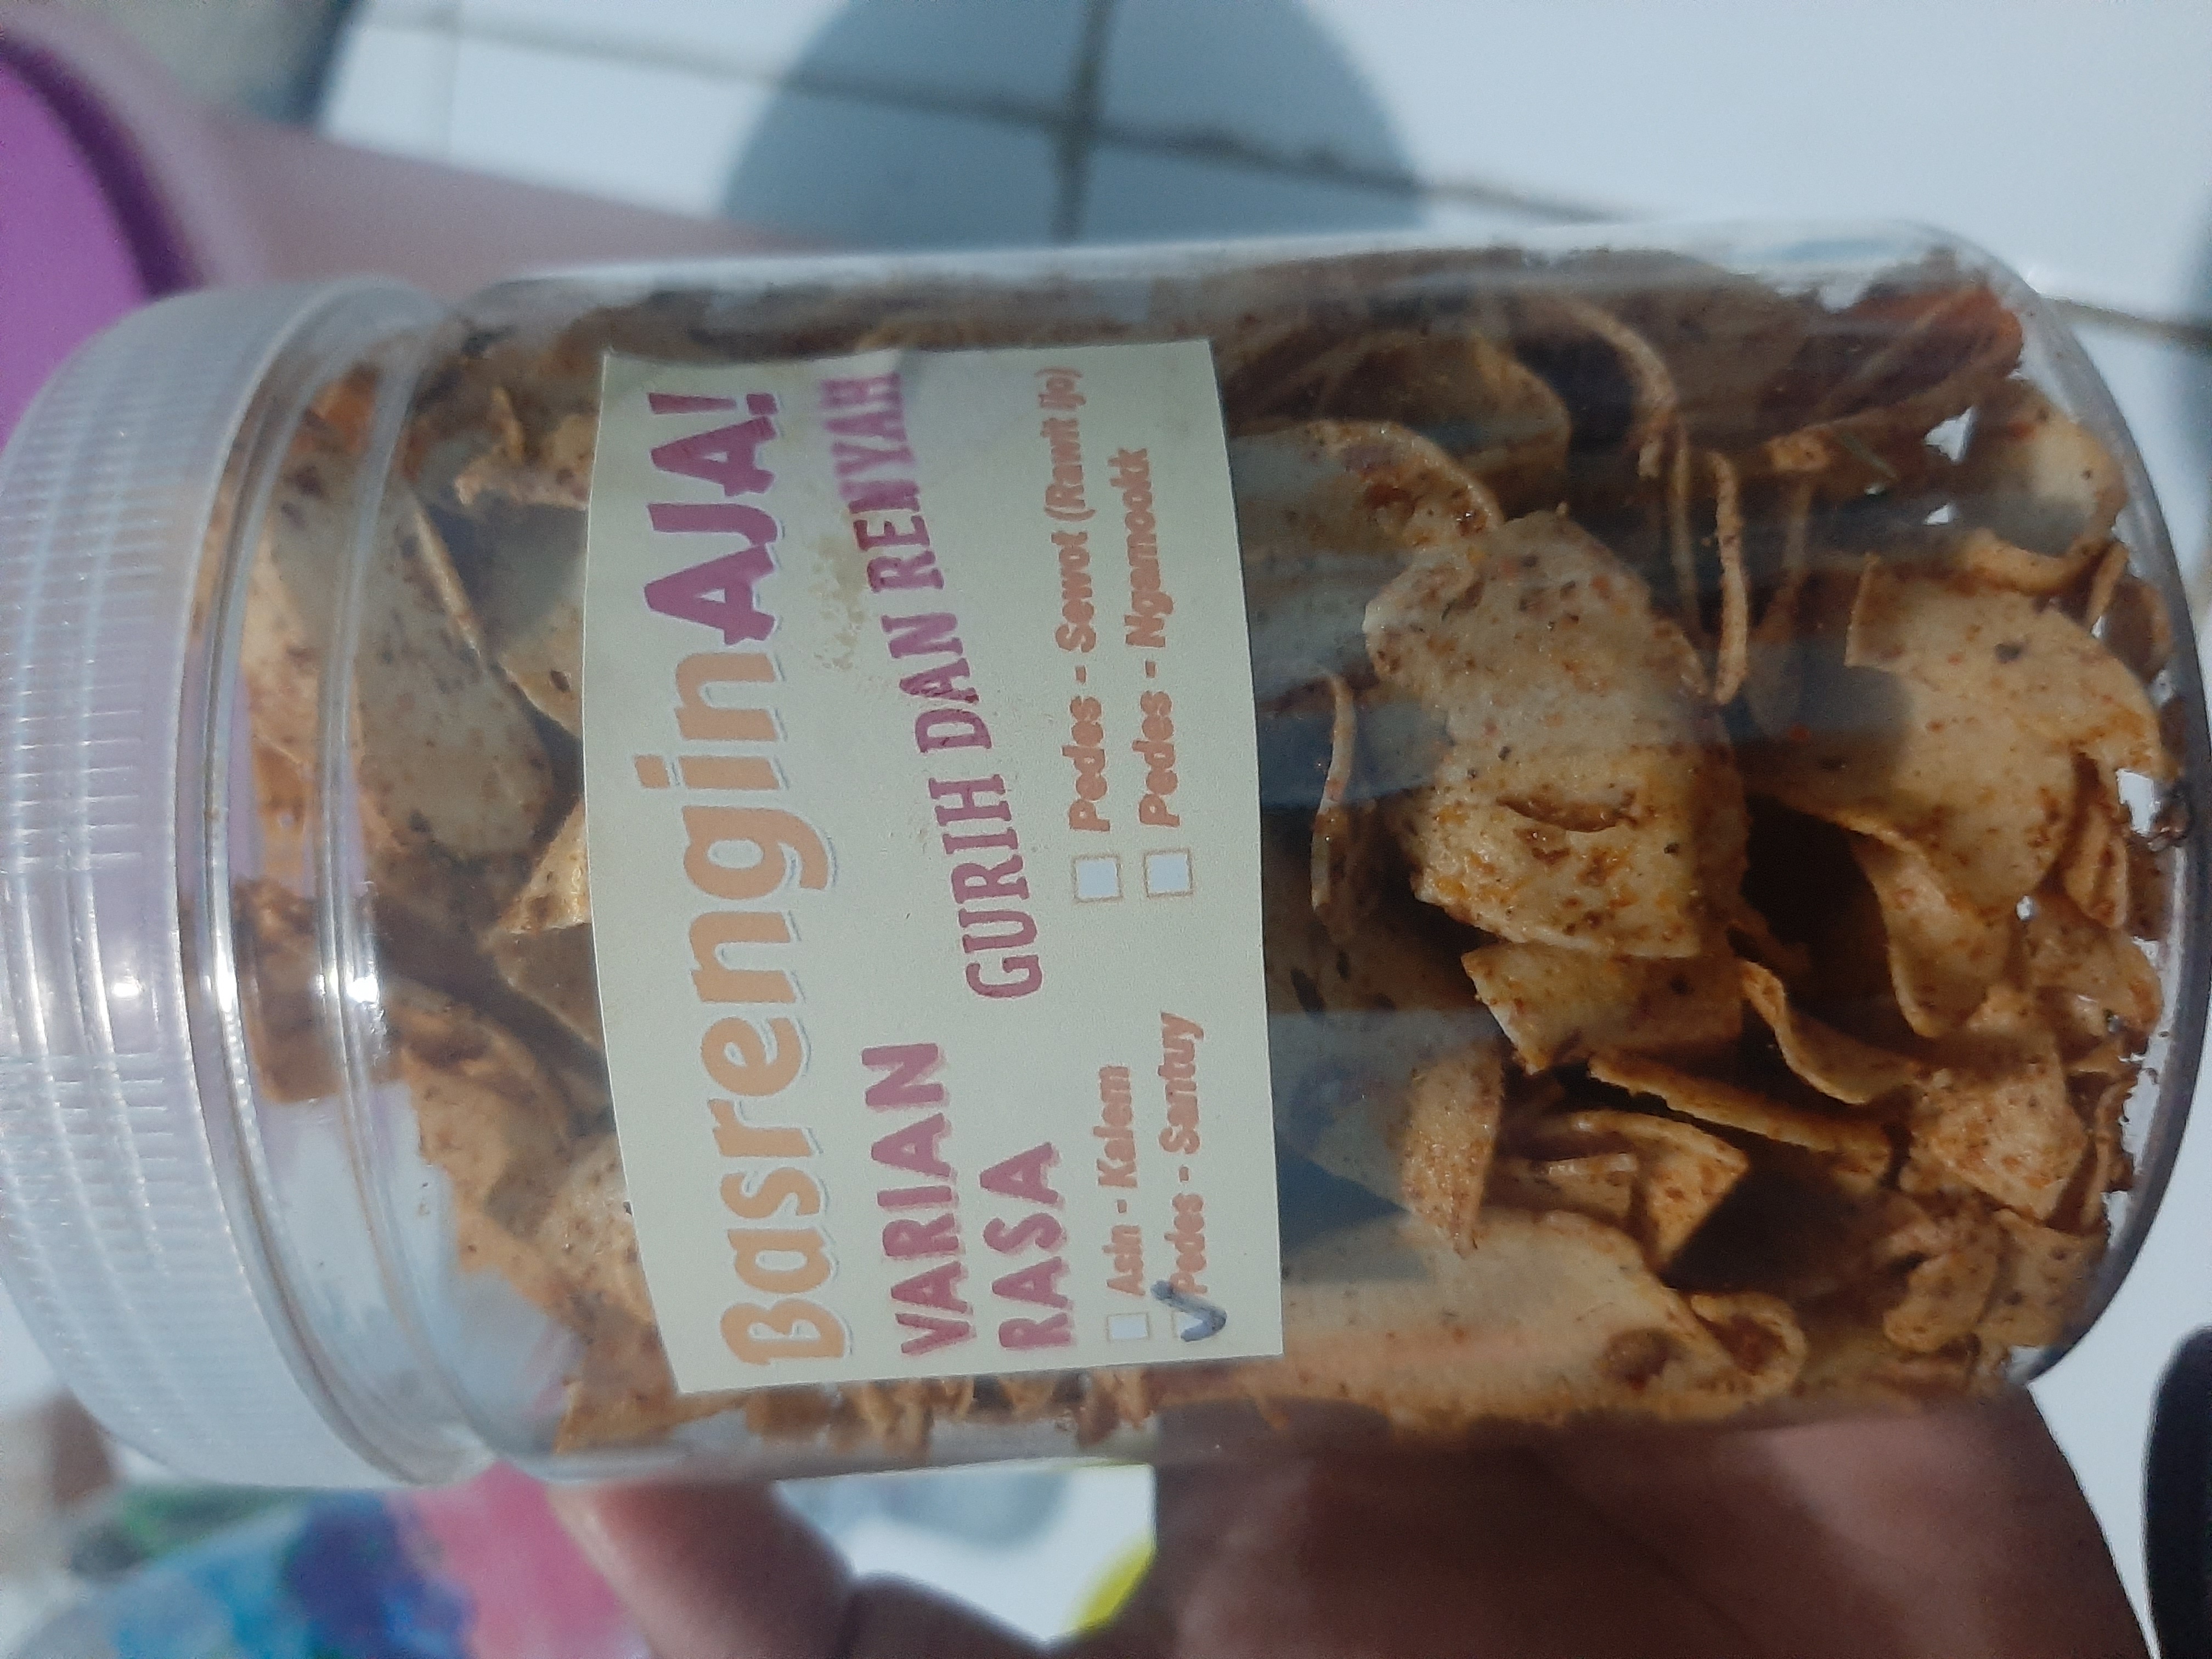 BasrenginAJA!
VARIAN
RASA
GURIH DAN RENYAH
Asin - Kalem
Pedes - Santuy
Pedes - Sewot (Rawit Ijo)
Pedes - Ngamookk